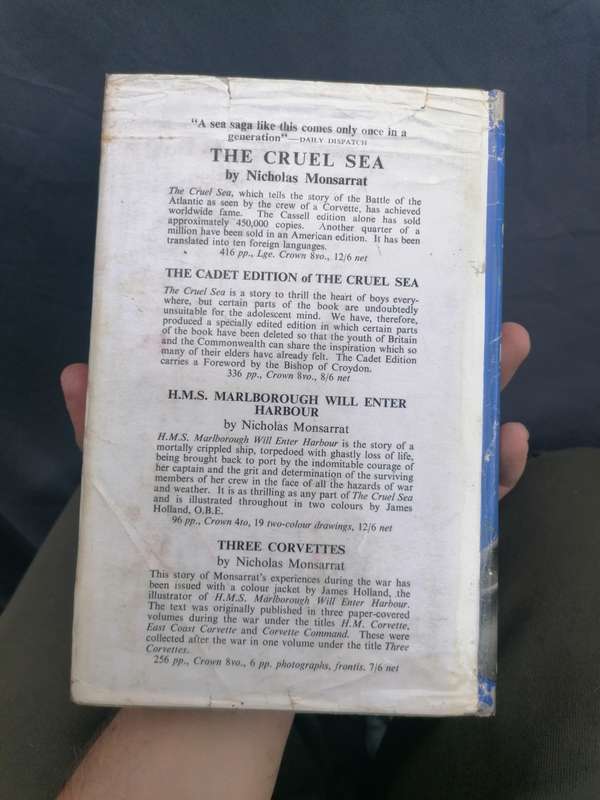 "A sea saga like this comes only once in a
generation"—DAILY DISPATCH
THE CRUEL SEA
by Nicholas Monsarrat
The Cruel Sea, which tells the story of the Battle of the
Atlantic as seen by the crew of a Corvette, has achieved
worldwide fame. The Cassell edition alone has sold
approximately 450,000 copies. Another quarter of a
million have been sold in an American edition. It has been
translated into ten foreign languages.
416 pp., Lge. Crown 8vo., 12/6 net
THE CADET EDITION of THE CRUEL SEA
The Cruel Sea is a story to thrill the heart of boys every-
where, but certain parts of the book are undoubtedly
unsuitable for the adolescent mind. We have, therefore,
produced a specially edited edition in which certain parts
of the book have been deleted so that the youth of Britain
and the Commonwealth can share the inspiration which so
many of their elders have already felt. The Cadet Edition
carries a Foreword by the Bishop of Croydon.
336 pp., Crown 8vo., 8/6 net
H.M.S. MARLBOROUGH WILL ENTER
HARBOUR
by Nicholas Monsarrat
H.M.S. Marlborough Will Enter Harbour is the story of a
mortally crippled ship, torpedoed with ghastly loss of life,
being brought back to port by the indomitable courage of
her captain and the grit and determination of the surviving
members of her crew in the face of all the hazards of war
and weather. It is as thrilling as any part of The Cruel Sea
and is illustrated throughout in two colours by James
Holland, O.B.E.
96 pp., Crown 4to, 19 two-colour drawings, 12/6 net
THREE CORVETTES
by Nicholas Monsarrat
This story of Monsarrat's experiences during the war has
been issued with a colour jacket by James Holland, the
illustrator of H.M.S. Marlborough Will Enter Harbour.
The text was originally published in three paper-covered
volumes during the war under the titles H.M. Corvette,
East Coast Corvette and Corvette Command. These were
collected after the war in one volume under the title Three
Corvettes.
256 pp., Crown 8vo., 6 pp. photographs, frontis. 7/6 net